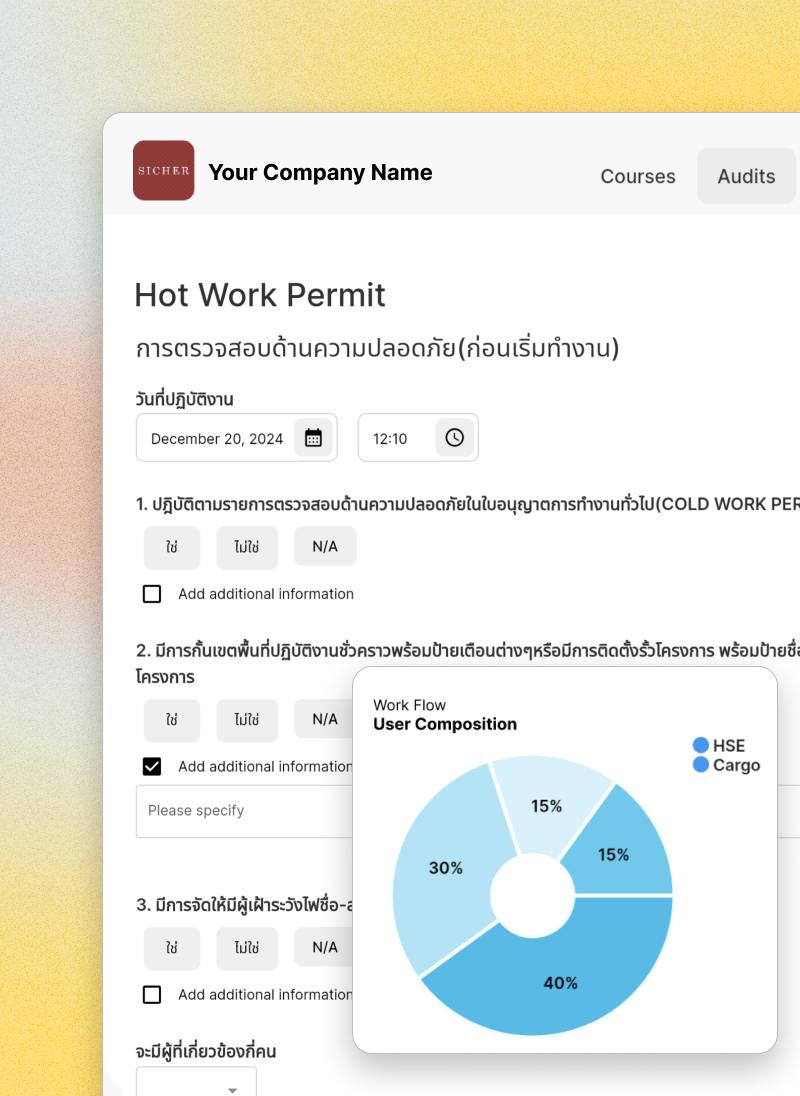 SICHER
Your Company Name
Courses
Audits
Hot Work Permit
การตรวจสอบด้านความปลอดภัย(ก่อนเริ่มทำงาน)
วันที่ปฏิบัติงาน
December 20, 2024
12:10
1. ปฎิบัติตามรายการตรวจสอบด้านความปลอดภัยในใบอนุญาตการทำงานทั่วไป(COLD WORK PER
ใช่ ไม่ใช่ N/A
Add additional information
2. มีการกั้นเขตพื้นที่ปฏิบัติงานชั่วคราวพร้อมป้ายเตือนต่างๆหรือมีการติดตั้งรั้วโครงการ พร้อมป้ายชื่อ
โครงการ
ใช่ ไม่ใช่ N/A
Add additional information
Please specify
3. มีการจัดให้มีผู้เฝ้าระวังไฟชื่อ-ส
ใช่ ไม่ใช่ N/A
Add additional information
จะมีผู้ที่เกี่ยวข้องกี่คน
Work Flow
User Composition
HSE
Cargo
15%
15%
30%
40%